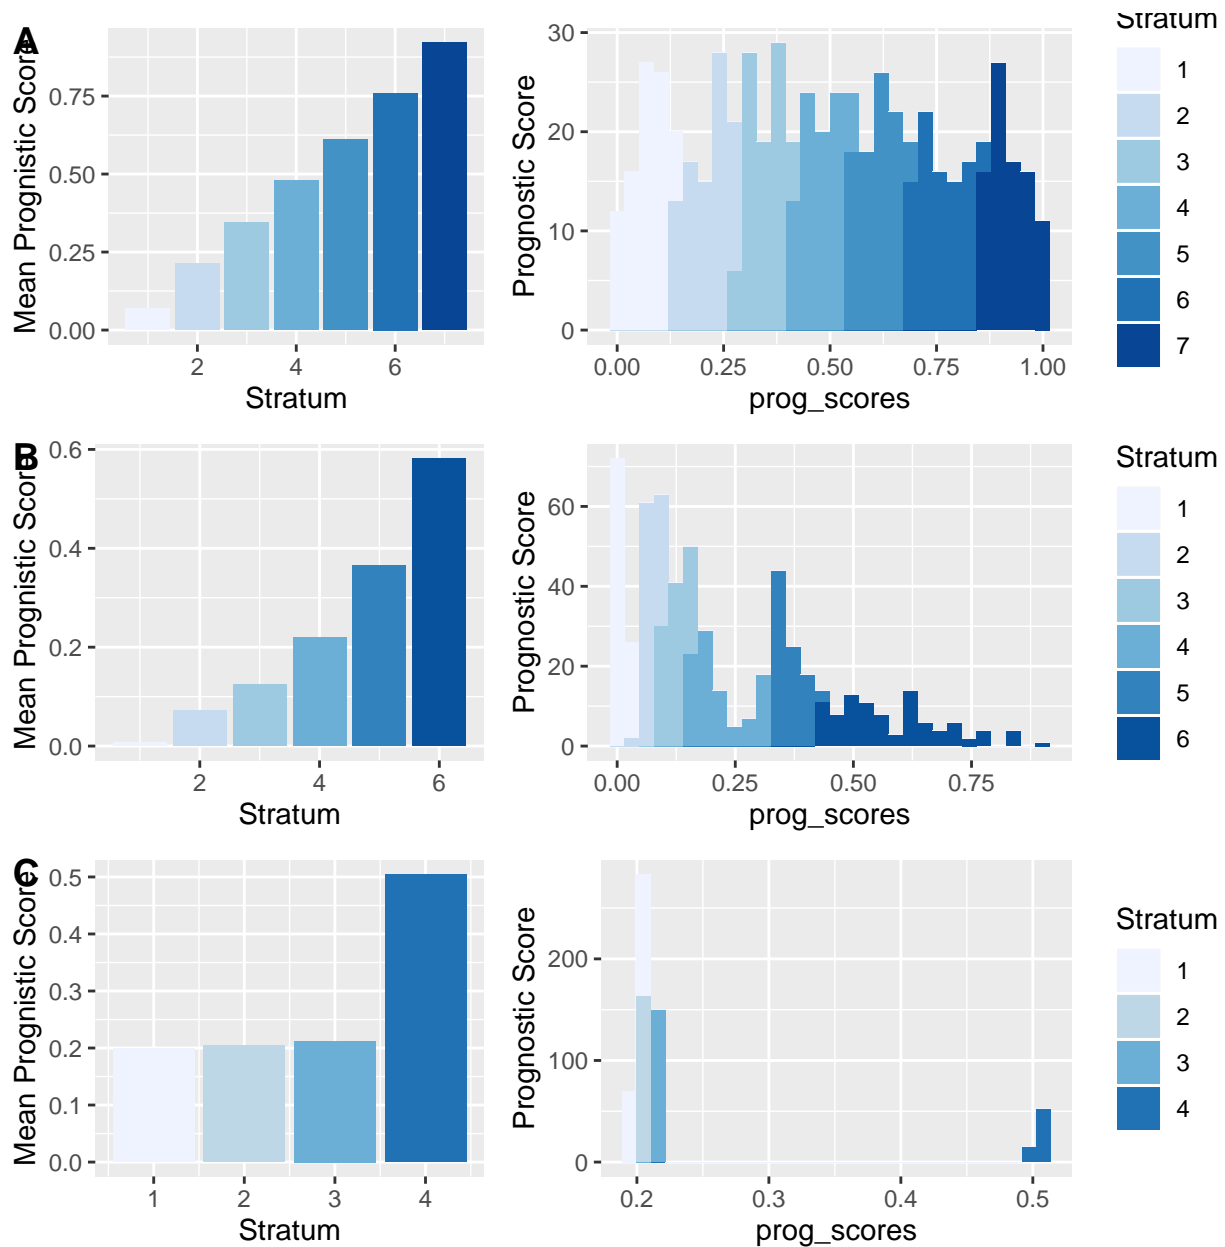 A
Mean Prognistic Score
0.75
0.50
0.25
0.00
2 4 6
Stratum
Prognostic Score
30
20
10
0
0.00 0.25 0.50 0.75 1.00
prog_scores
Stratum
1
2
3
4
5
6
7
B
Mean Prognistic Score
0.6
0.4
0.2
0.0
2 4 6
Stratum
Prognostic Score
60
40
20
0
0.00 0.25 0.50 0.75
prog_scores
Stratum
1
2
3
4
5
6
C
Mean Prognistic Score
0.5
0.4
0.3
0.2
0.1
0.0
1 2 3 4
Stratum
Prognostic Score
200
100
0
0.2 0.3 0.4 0.5
prog_scores
Stratum
1
2
3
4